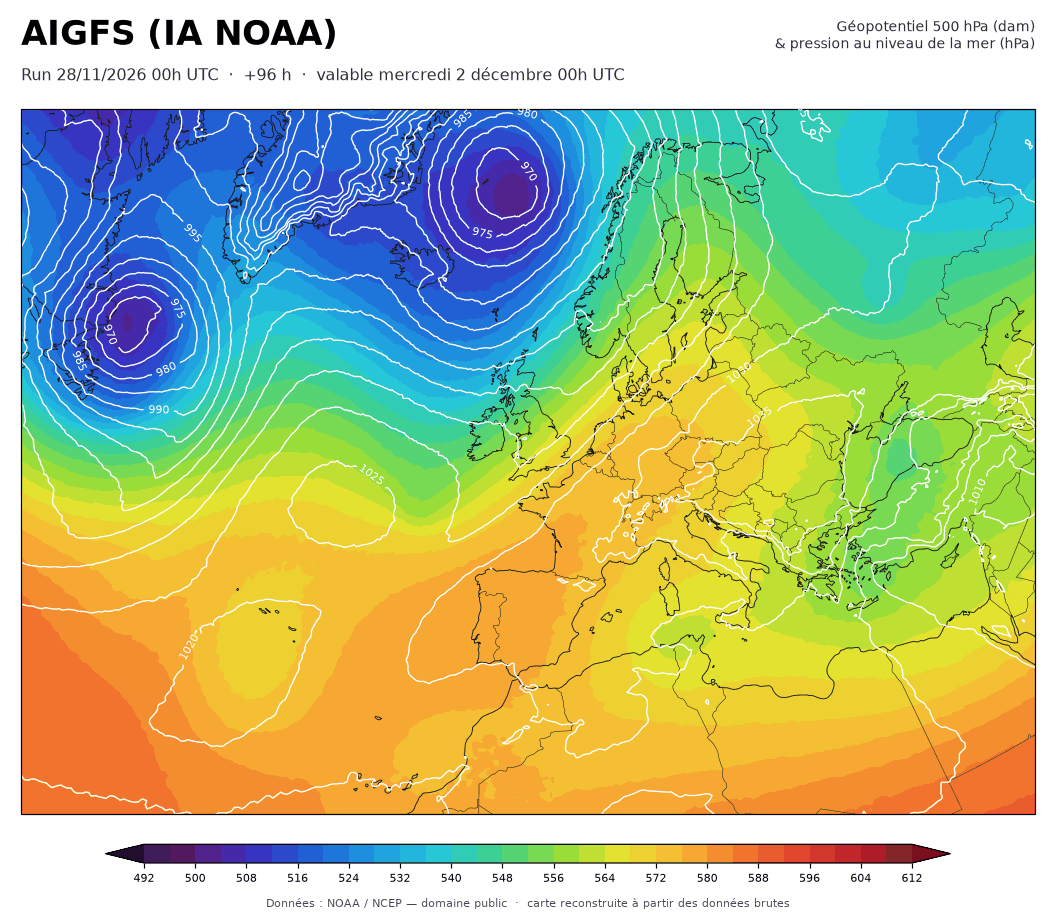 AIGFS (IA NOAA)
Géopotentiel 500 hPa (dam)
& pression au niveau de la mer (hPa)
Run 28/11/2026 00h UTC · +96 h · valable mercredi 2 décembre 00h UTC
980
985
970
975
995
975
970
985
980
990
1030
1025
1025
1010
1020
492 500 508 516 524 532 540 548 556 564 572 580 588 596 604 612
Données : NOAA / NCEP — domaine public · carte reconstruite à partir des données brutes